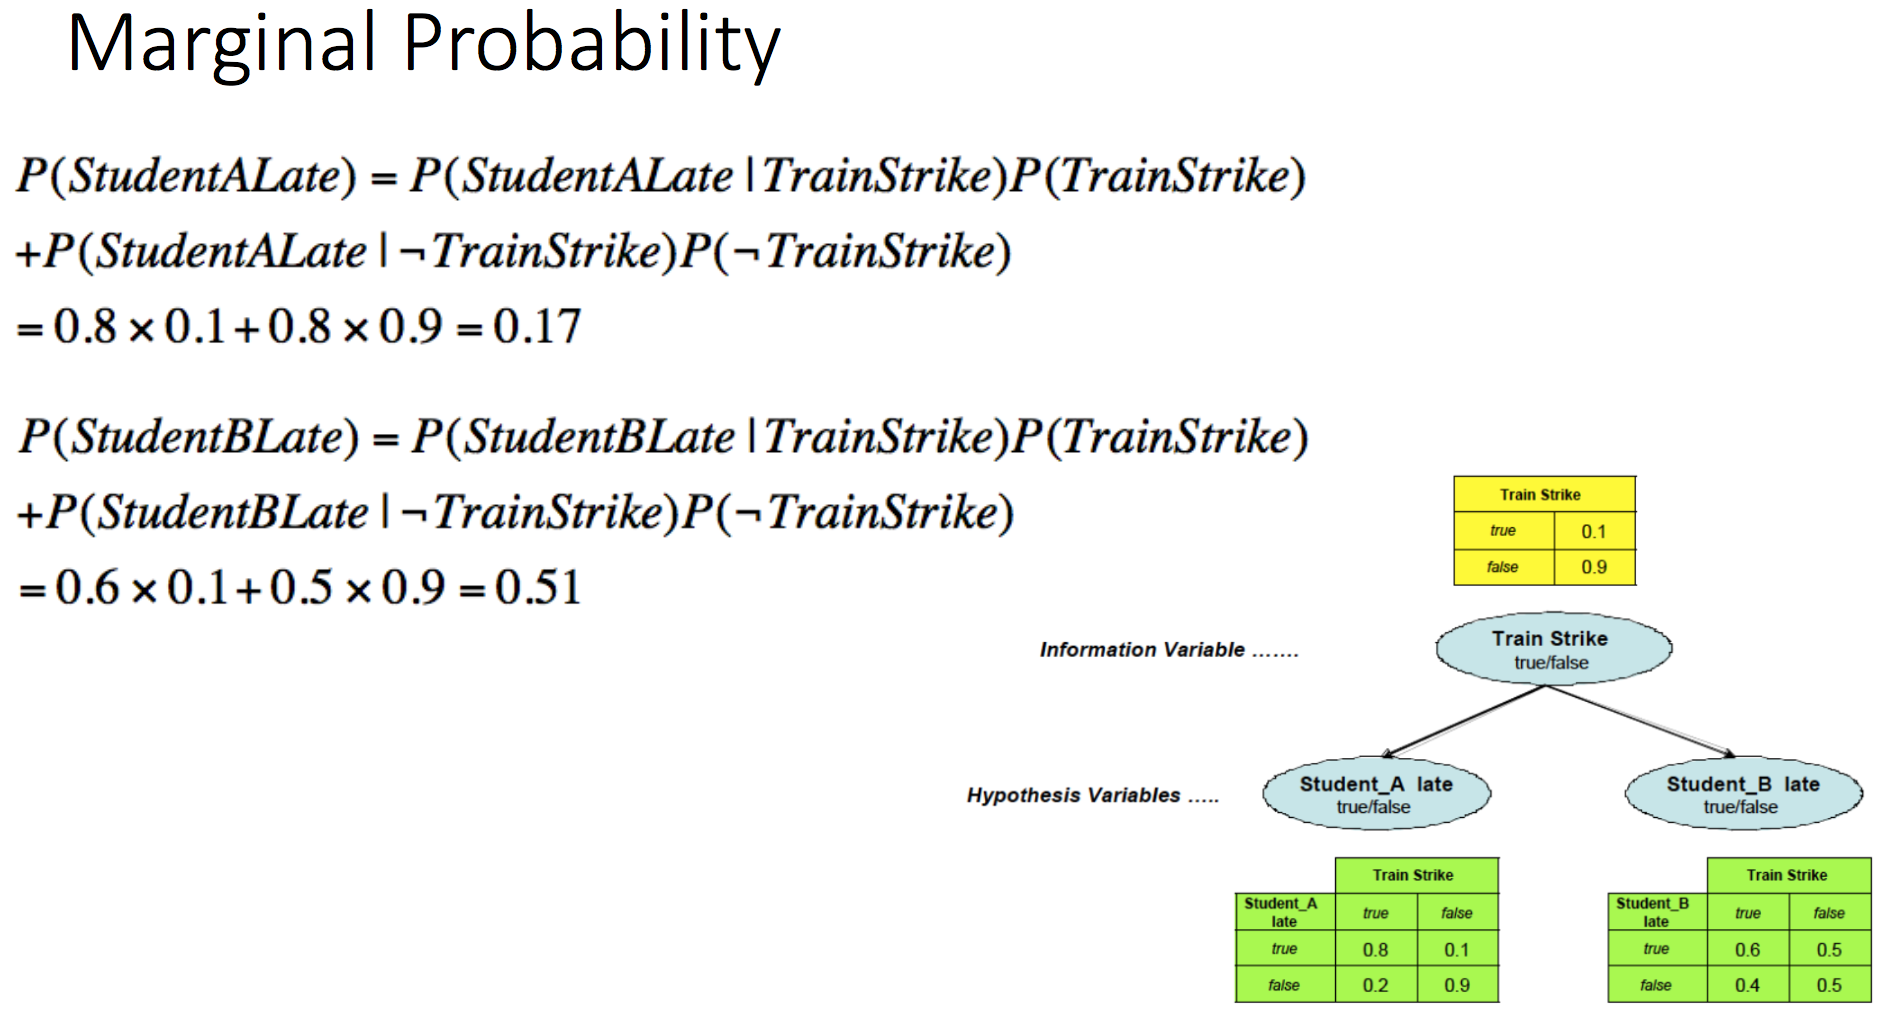 Marginal Probability
P(StudentALate) = P(StudentALate | TrainStrike)P(TrainStrike)
+P(StudentALate | ¬TrainStrike)P(¬TrainStrike)
= 0.8 × 0.1 + 0.8 × 0.9 = 0.17
P(StudentBLate) = P(StudentBLate | TrainStrike)P(TrainStrike)
+P(StudentBLate | ¬TrainStrike)P(¬TrainStrike)
= 0.6 × 0.1 + 0.5 × 0.9 = 0.51
Train Strike
true 0.1
false 0.9
Information Variable .......
Train Strike
true/false
Hypothesis Variables .....
Student_A late
true/false
Student_B late
true/false
Train Strike
Student_A late true false
true 0.8 0.1
false 0.2 0.9
Train Strike
Student_B late true false
true 0.6 0.5
false 0.4 0.5